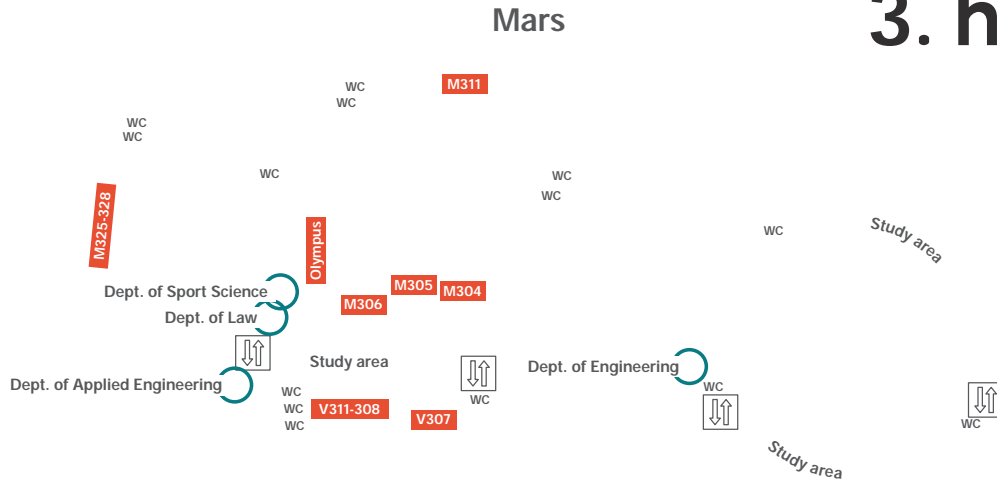 Mars
3. h
WC
M311
WC
WC
WC
WC
WC
WC
M325-328
Olympus
WC
Study area
Dept. of Sport Science
M305
M304
M306
Dept. of Law
Study area
Dept. of Engineering
Dept. of Applied Engineering
WC
WC
WC
V311-308
WC
V307
WC
WC
Study area